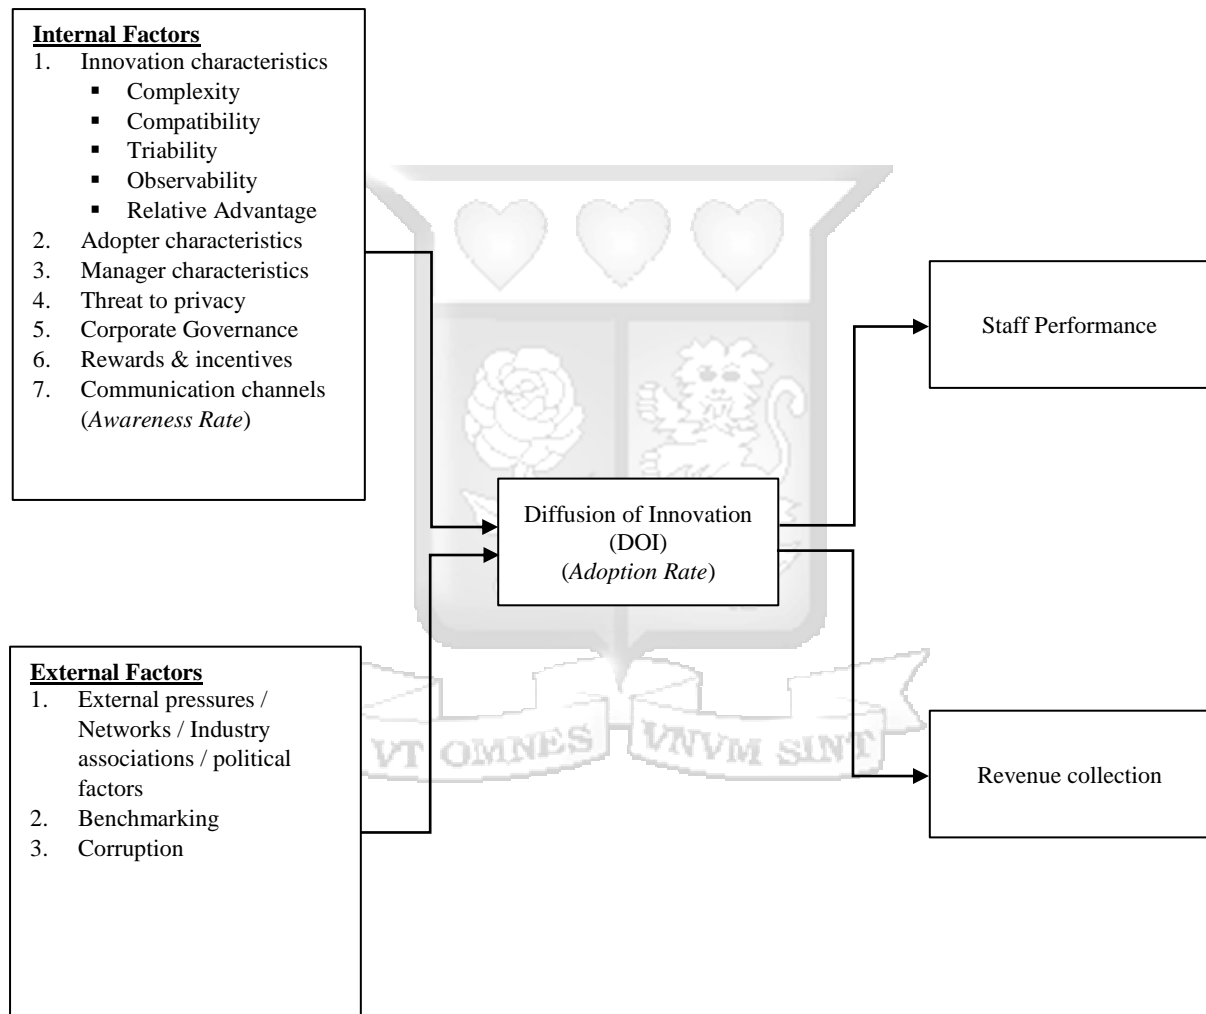 Internal Factors
1. Innovation characteristics
▪ Complexity
▪ Compatibility
▪ Triability
▪ Observability
▪ Relative Advantage
2. Adopter characteristics
3. Manager characteristics
4. Threat to privacy
5. Corporate Governance
6. Rewards & incentives
7. Communication channels
(Awareness Rate)
Staff Performance
Diffusion of Innovation
(DOI)
(Adoption Rate)
External Factors
1. External pressures /
Networks / Industry
associations / political
factors
2. Benchmarking
3. Corruption
VT OMNES VNVM SINT
Revenue collection